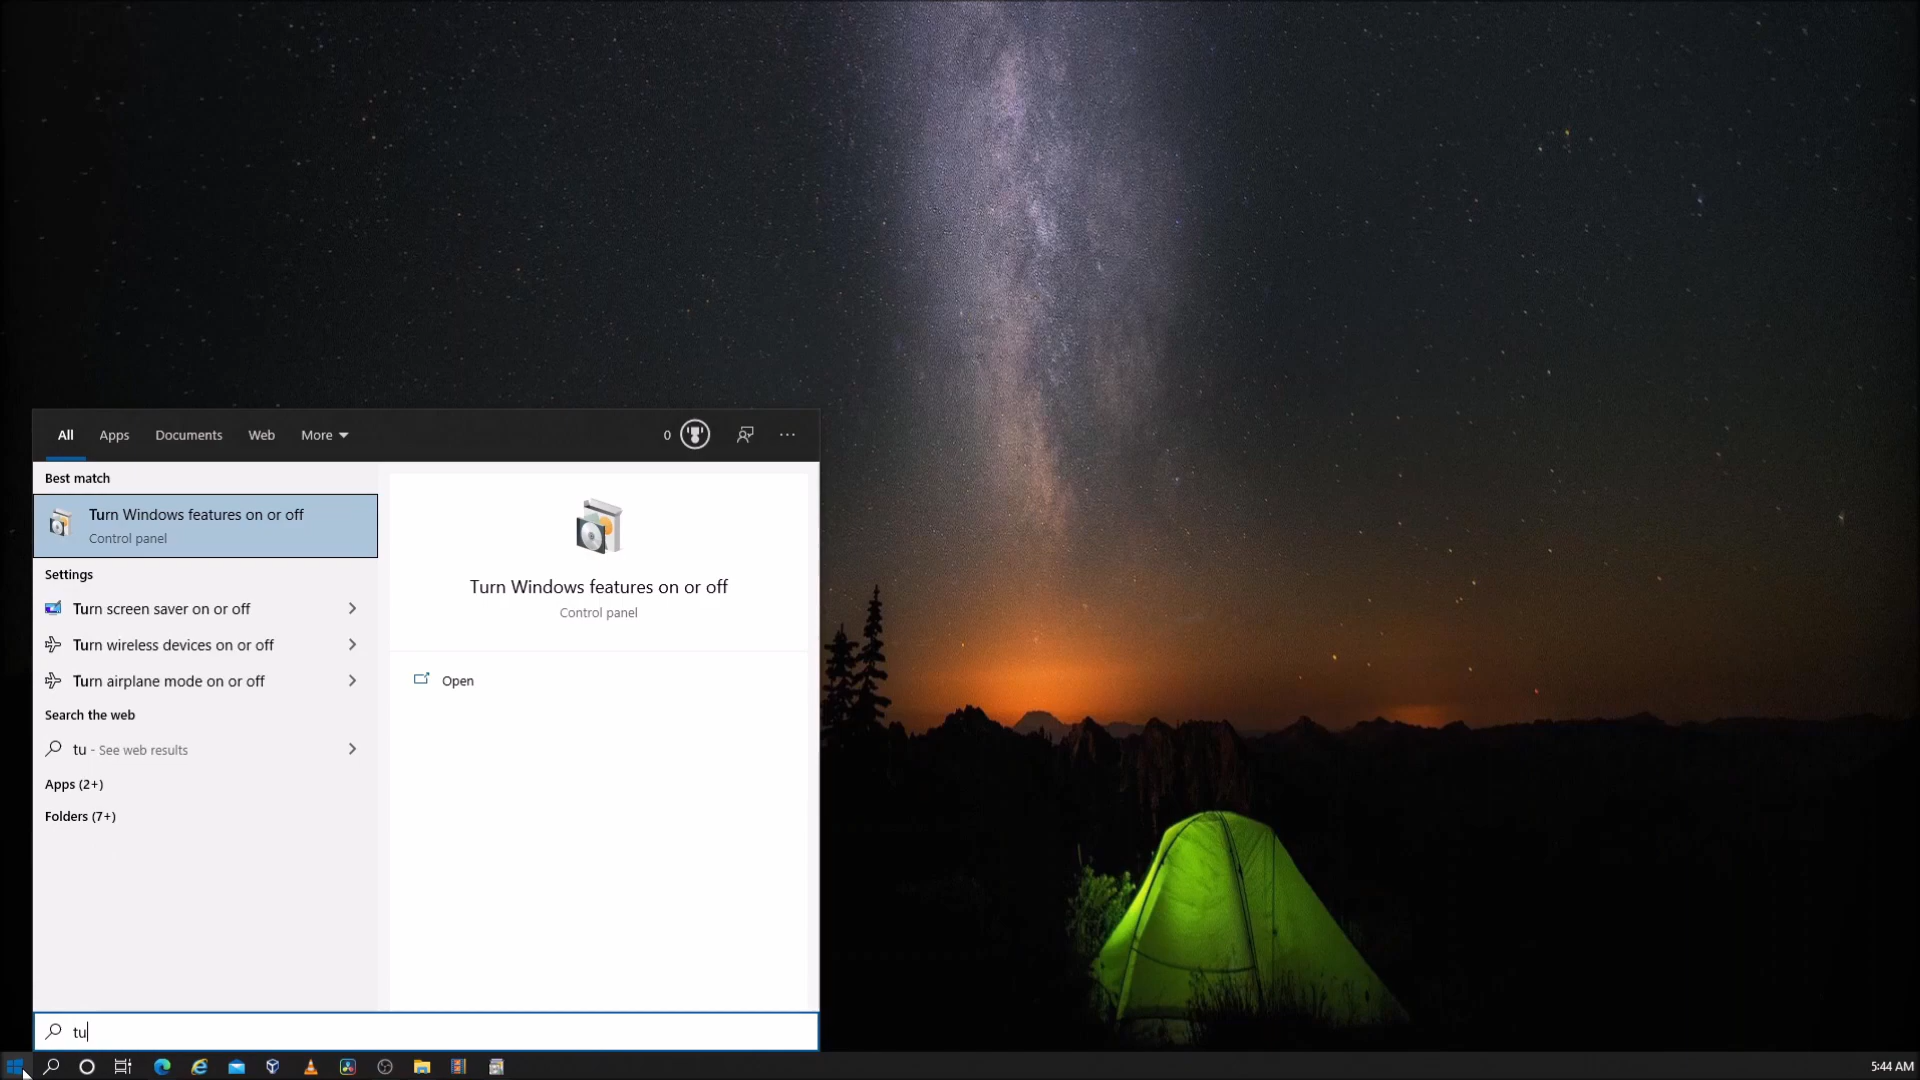 All Apps Documents Web More 0
Best match
Turn Windows features on or off
Control panel
Settings
Turn screen saver on or off
Turn wireless devices on or off
Turn airplane mode on or off
Search the web
tu - See web results
Apps (2+)
Folders (7+)
Turn Windows features on or off
Control panel
Open
tu
5:44 AM